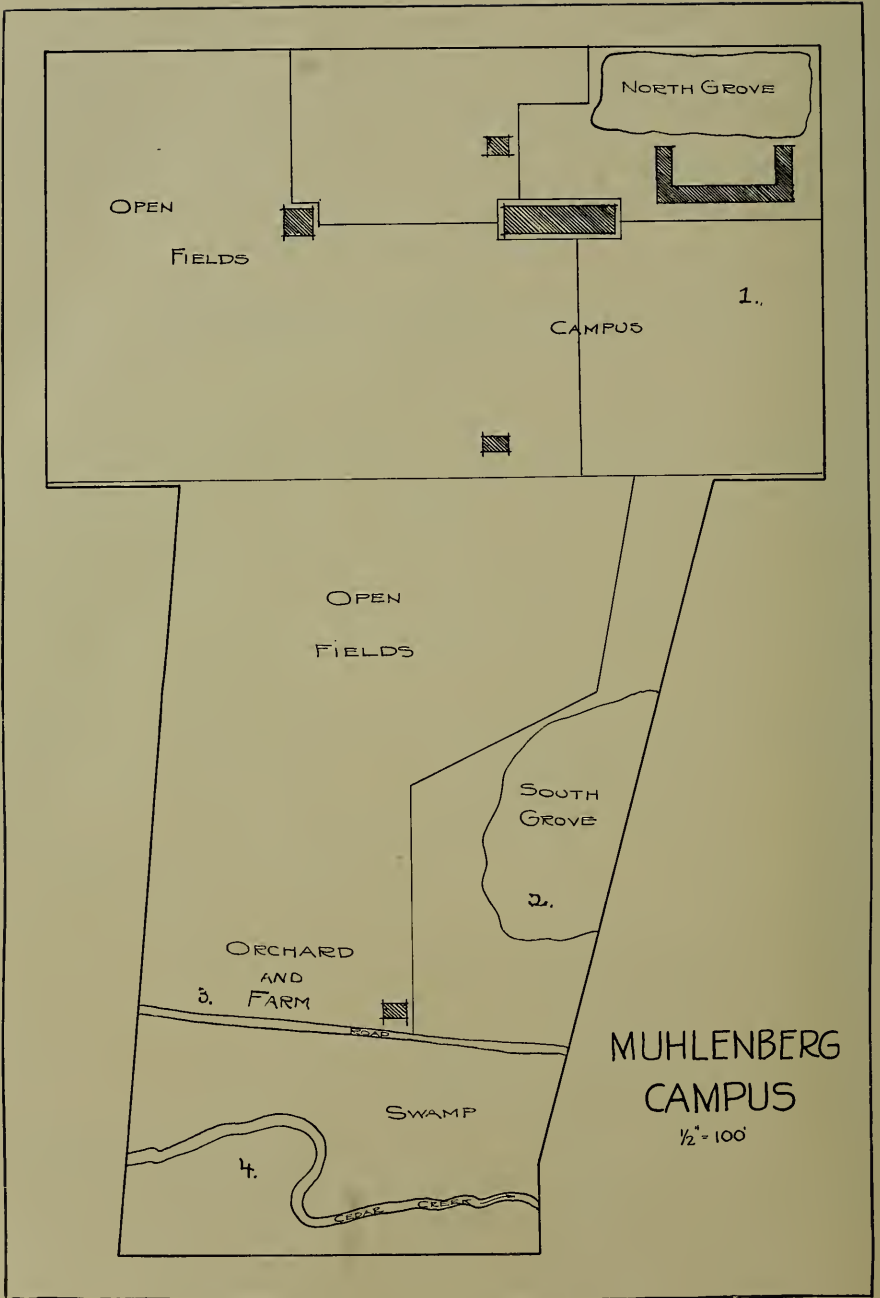 NORTH GROVE
OPEN
FIELDS
1.
CAMPUS
OPEN
FIELDS
SOUTH
GROVE
2.
ORCHARD
AND
FARM
3.
ROAD
MUHLENBERG
CAMPUS
½" = 100'
SWAMP
4.
CEDAR CREEK